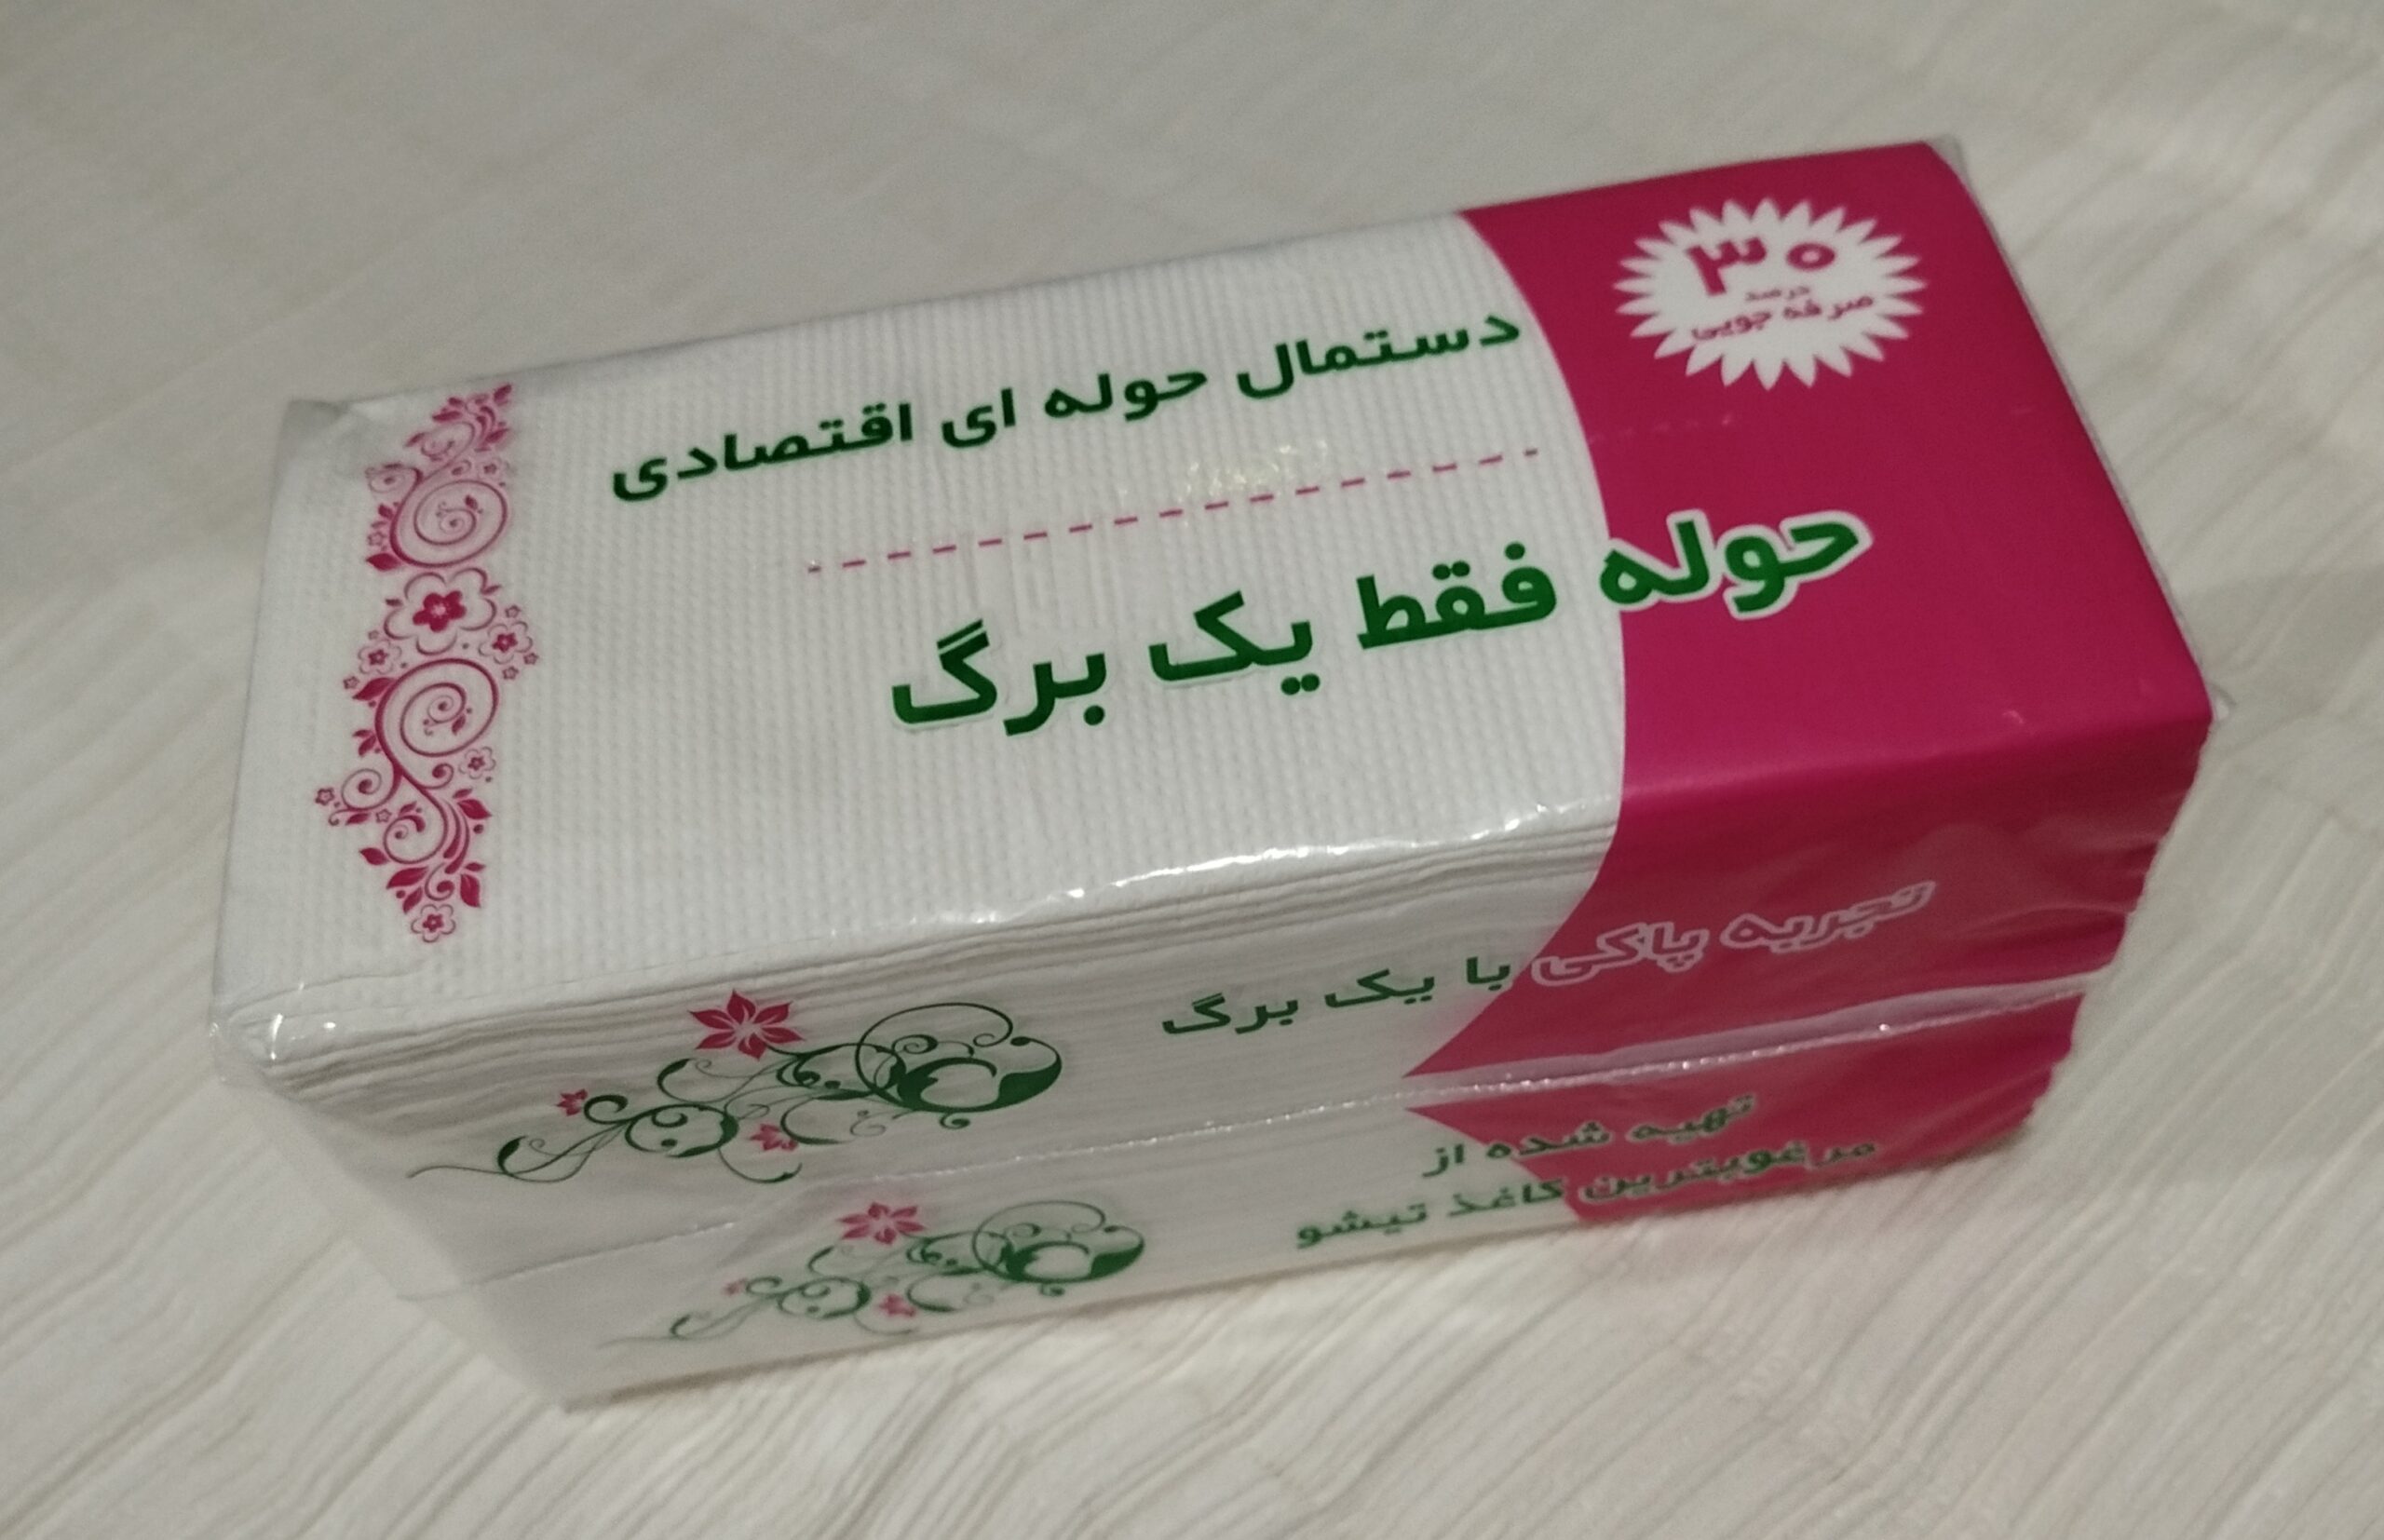 ۳۰
درصد
صرفه جویی
دستمال حوله ای اقتصادی
حوله فقط یک برگ
تجربه پاکی با یک برگ
تهیه شده از
مرغوبترین کاغذ تیشو